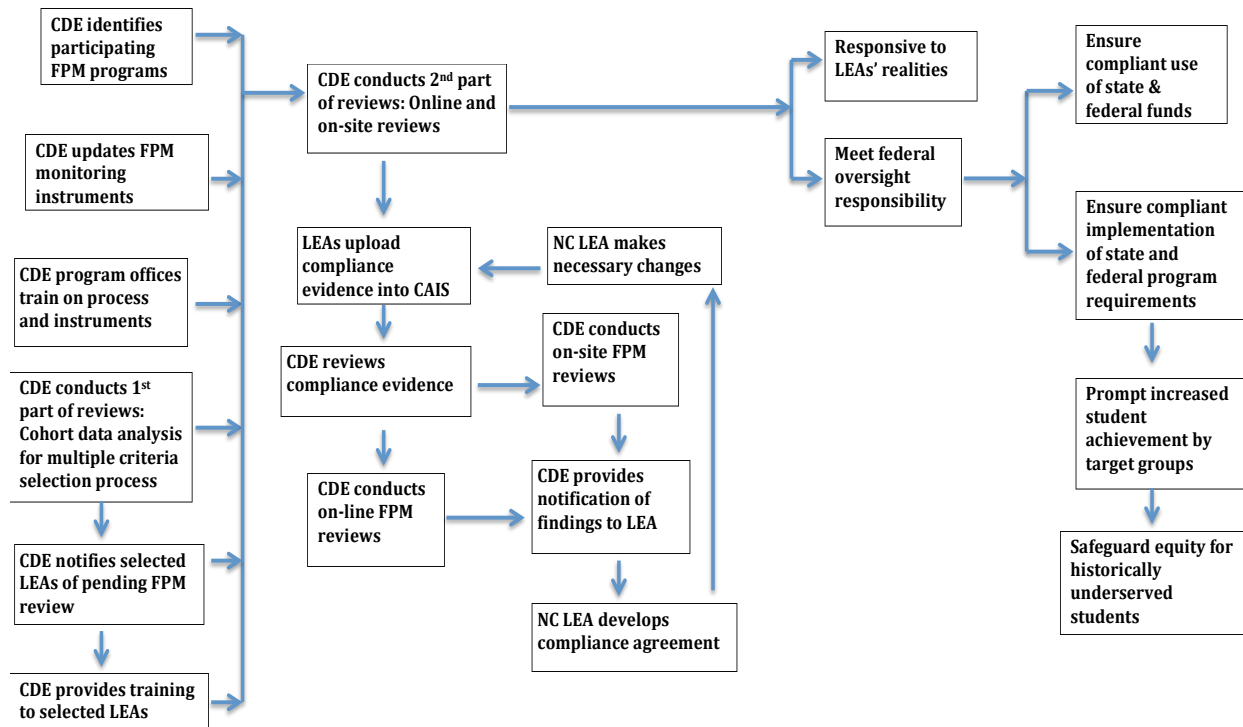 CDE identifies
participating
FPM programs
CDE updates FPM
monitoring
instruments
CDE program offices
train on process
and instruments
CDE conducts 1st
part of reviews:
Cohort data analysis
for multiple criteria
selection process
CDE notifies selected
LEAs of pending FPM
review
CDE provides training
to selected LEAs
CDE conducts 2nd part
of reviews: Online and
on-site reviews
LEAs upload
compliance
evidence into CAIS
NC LEA makes
necessary changes
CDE reviews
compliance evidence
CDE conducts
on-site FPM
reviews
CDE conducts
on-line FPM
reviews
CDE provides
notification of
findings to LEA
NC LEA develops
compliance agreement
Responsive to
LEAs' realities
Meet federal
oversight
responsibility
Ensure
compliant use
of state &
federal funds
Ensure compliant
implementation
of state and
federal program
requirements
Prompt increased
student
achievement by
target groups
Safeguard equity for
historically
underserved
students